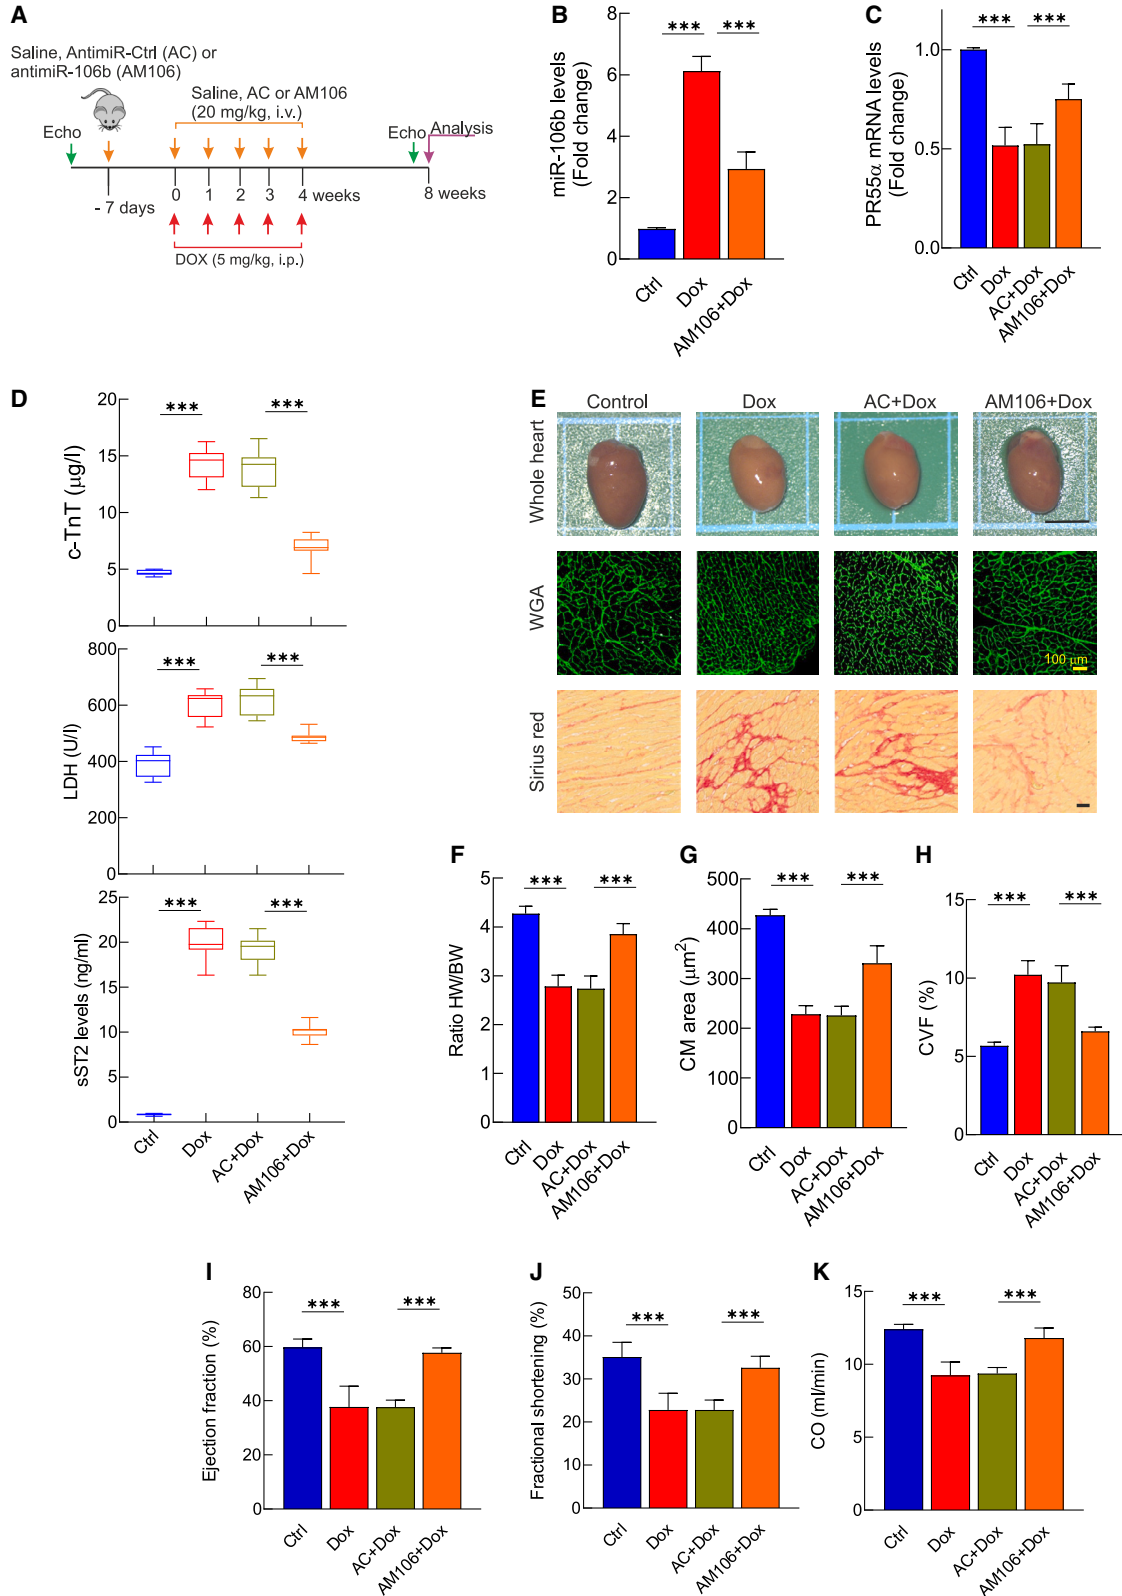 A
Saline, AntimiR-Ctrl (AC) or
antimiR-106b (AM106)
Saline, AC or AM106
(20 mg/kg, i.v.)
Echo
Echo
Analysis
- 7 days
0 1 2 3 4 weeks
8 weeks
DOX (5 mg/kg, i.p.)
B
miR-106b levels
(Fold change)
8
6
4
2
0
***
***
Ctrl
Dox
AM106+Dox
C
PR55α mRNA levels
(Fold change)
1.0
0.5
0.0
***
***
Ctrl
Dox
AC+Dox
AM106+Dox
D
c-TnT (µg/l)
20
15
10
5
0
***
***
LDH (U/l)
800
600
400
200
0
***
***
sST2 levels (ng/ml)
25
20
15
10
5
0
***
***
Ctrl
Dox
AC+Dox
AM106+Dox
E
Control Dox AC+Dox AM106+Dox
Whole heart
WGA
100 µm
Sirius red
F
Ratio HW/BW
5
4
3
2
1
0
***
***
Ctrl
Dox
AC+Dox
AM106+Dox
G
CM area (µm²)
500
400
300
200
100
0
***
***
Ctrl
Dox
AC+Dox
AM106+Dox
H
CVF (%)
15
10
5
0
***
***
Ctrl
Dox
AC+Dox
AM106+Dox
I
Ejection fraction (%)
80
60
40
20
0
***
***
Ctrl
Dox
AC+Dox
AM106+Dox
J
Fractional shortening (%)
50
40
30
20
10
0
***
***
Ctrl
Dox
AC+Dox
AM106+Dox
K
CO (ml/min)
15
10
5
0
***
***
Ctrl
Dox
AC+Dox
AM106+Dox